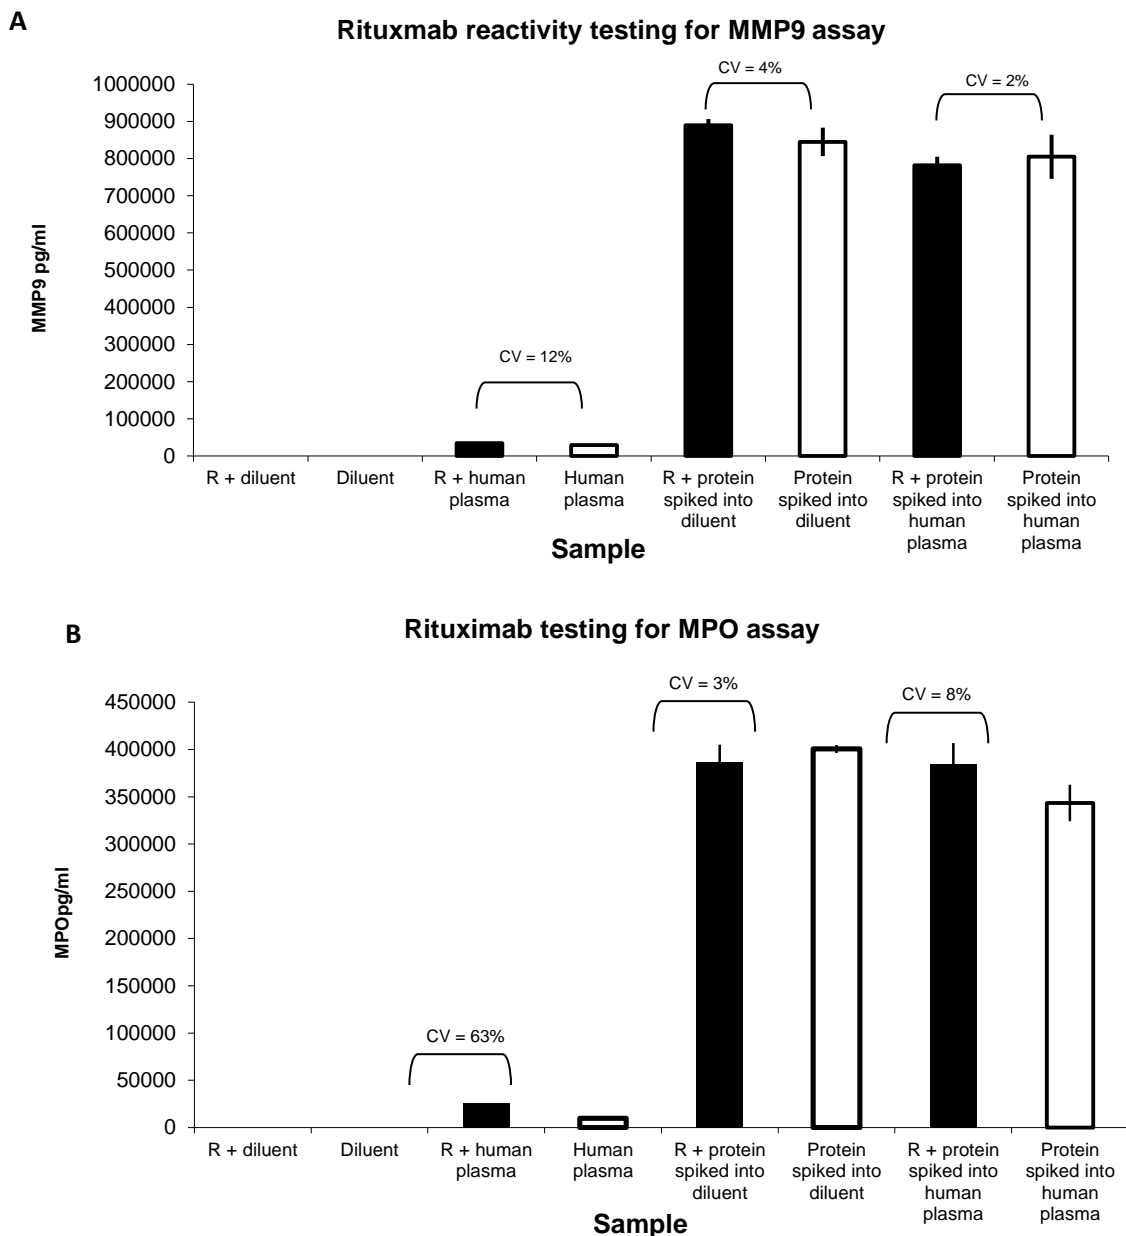 A
Rituxmab reactivity testing for MMP9 assay
CV = 4%
CV = 2%
CV = 12%
1000000
900000
800000
700000
600000
500000
400000
300000
200000
100000
0
MMP9 pg/ml
R + diluent
Diluent
R + human
plasma
Human
plasma
R + protein
spiked into
diluent
Protein
spiked into
diluent
R + protein
spiked into
human
plasma
Protein
spiked into
human
plasma
Sample
B
Rituximab testing for MPO assay
CV = 3%
CV = 8%
CV = 63%
450000
400000
350000
300000
250000
200000
150000
100000
50000
0
MPOpg/ml
R + diluent
Diluent
R + human
plasma
Human
plasma
R + protein
spiked into
diluent
Protein
spiked into
diluent
R + protein
spiked into
human
plasma
Protein
spiked into
human
plasma
Sample